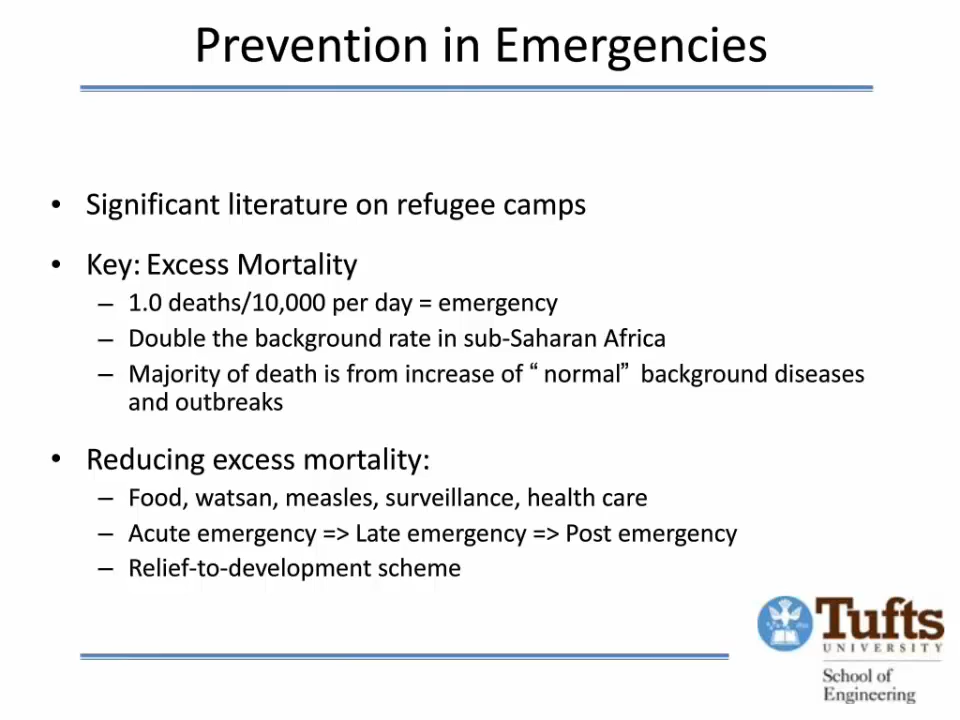 Prevention in Emergencies
• Significant literature on refugee camps
• Key: Excess Mortality
– 1.0 deaths/10,000 per day = emergency
– Double the background rate in sub-Saharan Africa
– Majority of death is from increase of “ normal” background diseases
and outbreaks
• Reducing excess mortality:
– Food, watsan, measles, surveillance, health care
– Acute emergency => Late emergency => Post emergency
– Relief-to-development scheme
Tufts
UNIVERSITY
School of
Engineering